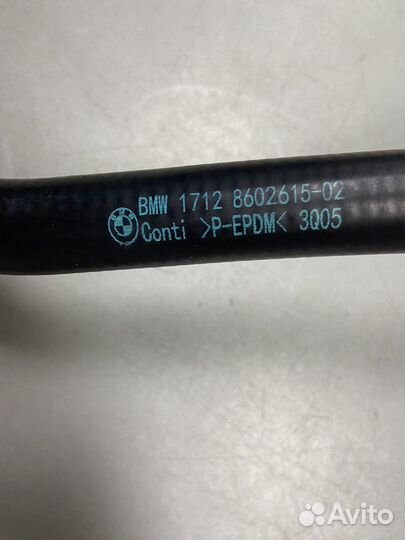 BMW 1712 8602615-02
Conti >P-EPDM< 3Q05
Avito